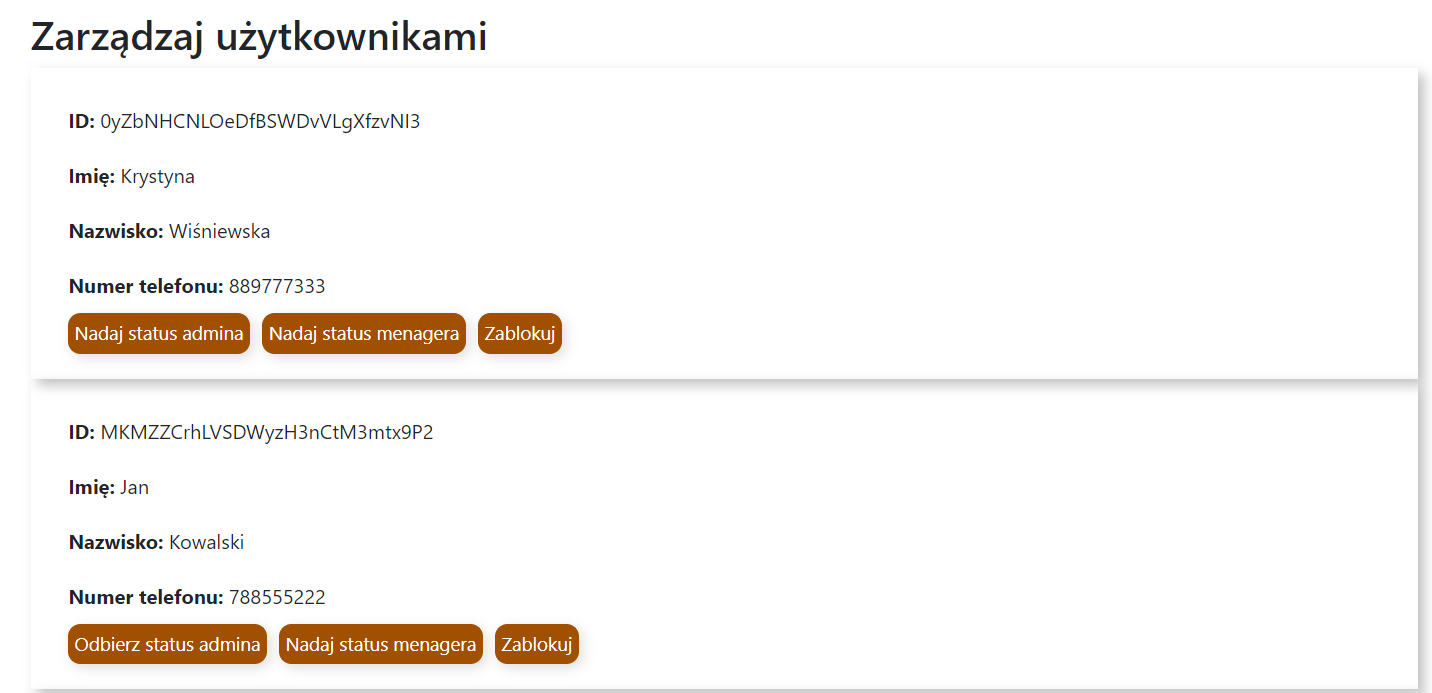 Zarządzaj użytkownikami
ID: 0yZbNHCNLOeDfBSWDvVLgXfzvNI3
Imię: Krystyna
Nazwisko: Wiśniewska
Numer telefonu: 889777333
Nadaj status admina Nadaj status menagera Zablokuj
ID: MKMZZCrhLVSDWyzH3nCtM3mtx9P2
Imię: Jan
Nazwisko: Kowalski
Numer telefonu: 788555222
Odbierz status admina Nadaj status menagera Zablokuj